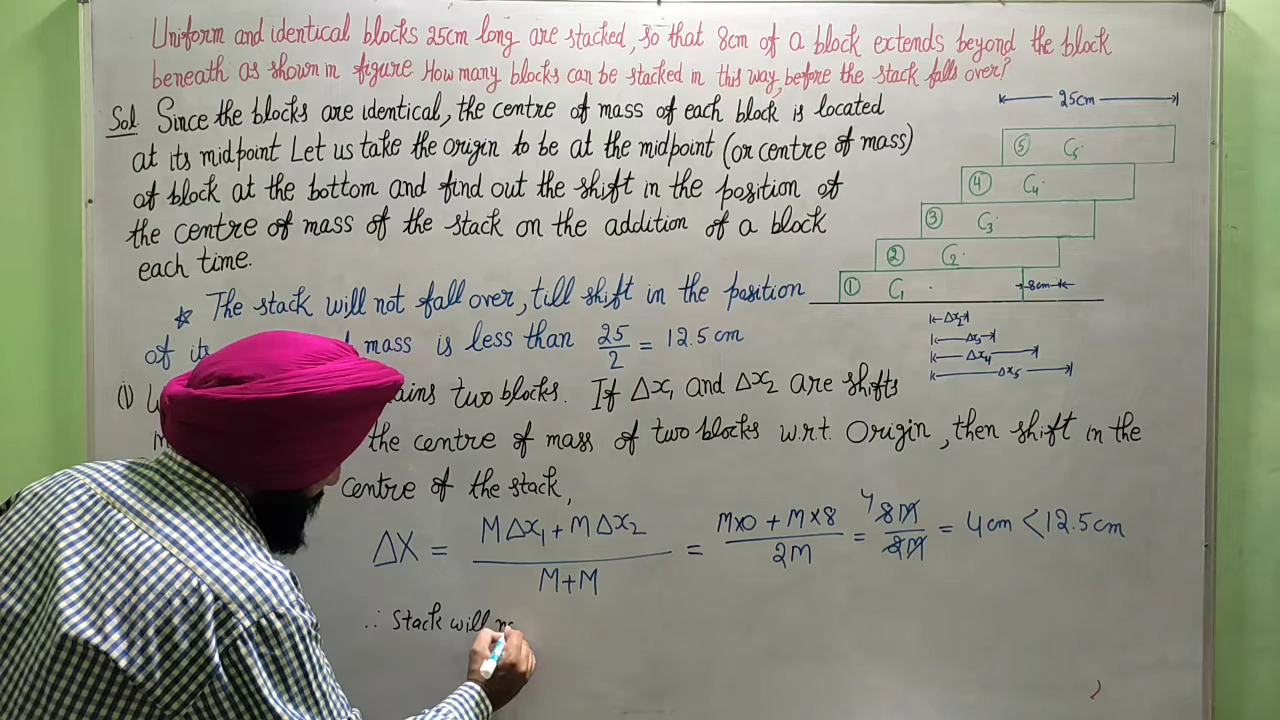 Uniform and identical blocks 25cm long are stacked, so that 8cm of a block extends beyond the block
beneath as shown in figure. How many blocks can be stacked in this way, before the stack falls over?
Sol Since the blocks are identical, the centre of mass of each block is located
at its midpoint Let us take the origin to be at the midpoint (or centre of mass)
of block at the bottom and find out the shift in the position of
the centre of mass of the stack on the addition of a block
each time.
* The stack will not fall over, till shift in the position
of its mass is less than 25/2 = 12.5 cm
(i) two blocks. If Δx₁ and Δx₂ are shifts
the centre of mass of two blocks w.r.t. Origin, then shift in the
centre of the stack,
ΔX = MΔx₁ + MΔx₂ / M+M = M×0 + M×8 / 2M = 4 8M / 2M = 4cm < 12.5cm
∴ Stack will
25cm
⑤ C₅
④ C₄
③ C₃
② C₂
① C₁
8cm
Δx₂
Δx₃
Δx₄
Δx₅